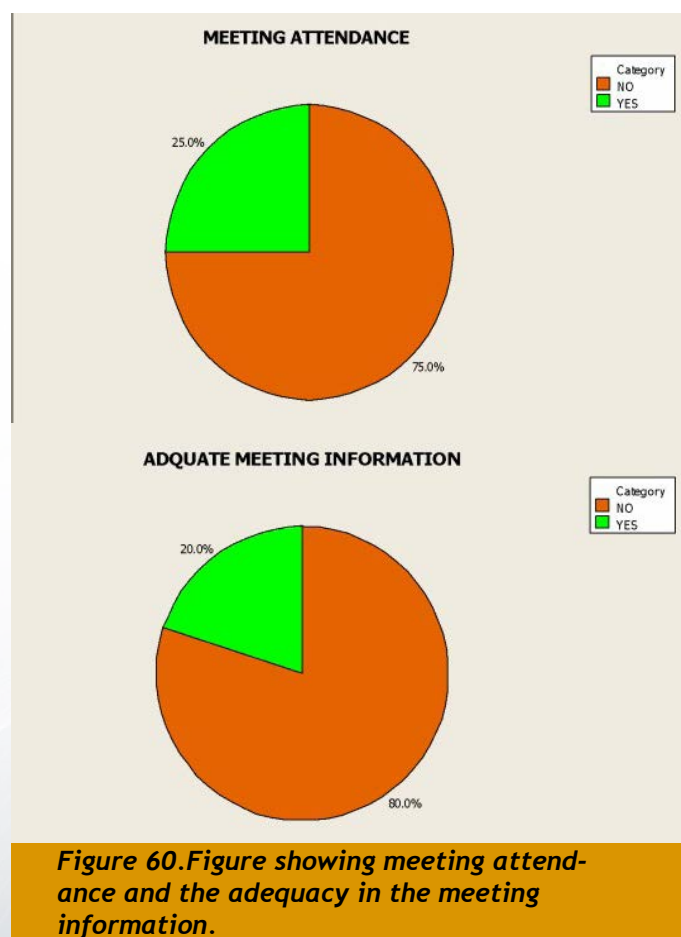 MEETING ATTENDANCE
Category
NO
YES
25.0%
75.0%
ADQUATE MEETING INFORMATION
Category
NO
YES
20.0%
80.0%
Figure 60.Figure showing meeting attend-
ance and the adequacy in the meeting
information.